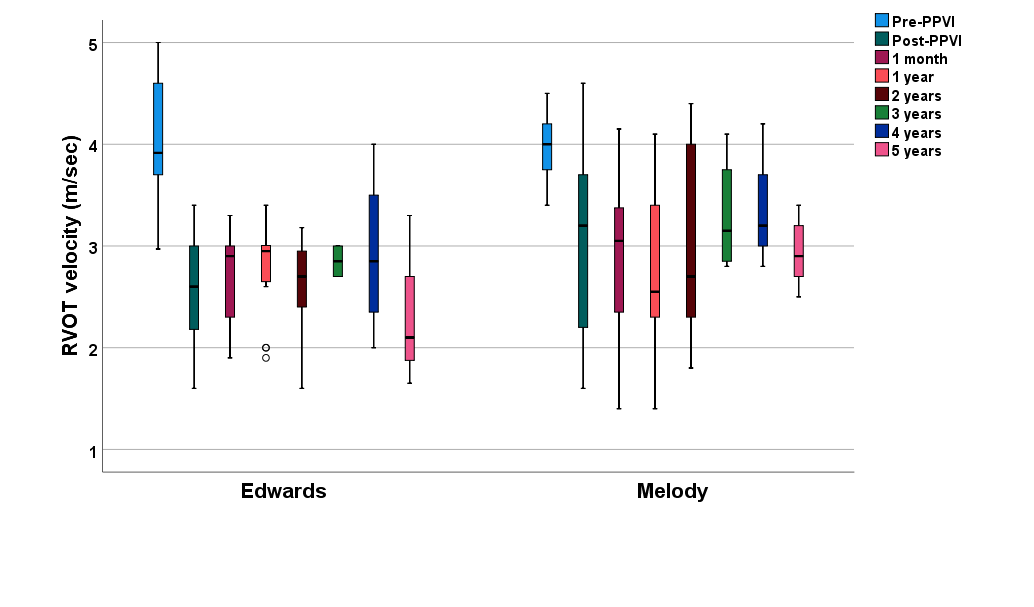 RVOT velocity (m/sec)
5
4
3
2
1
Edwards
Melody
Pre-PPVI
Post-PPVI
1 month
1 year
2 years
3 years
4 years
5 years